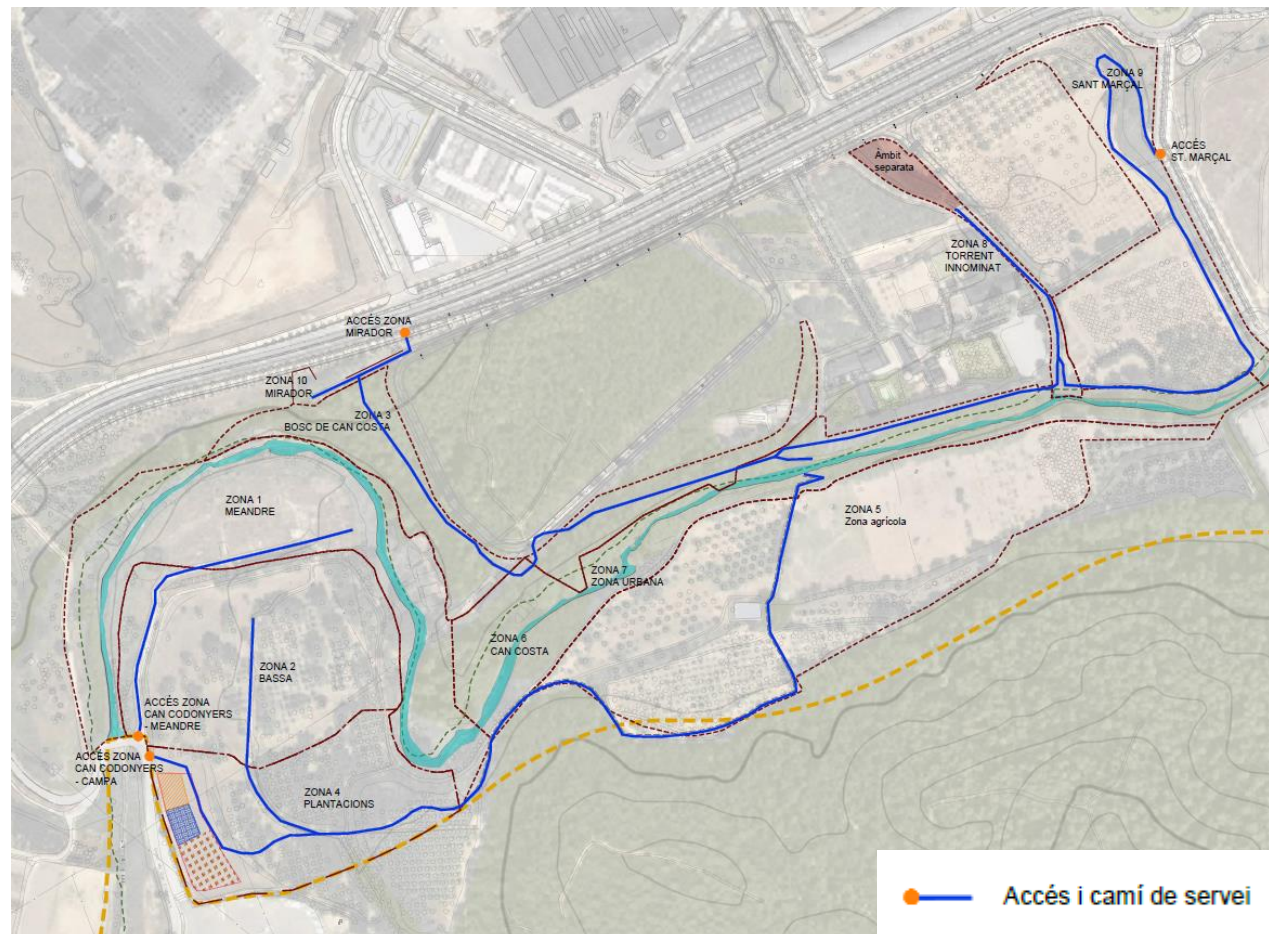 ZONA 9
SANT MARÇAL
ACCÉS
ST. MARÇAL
Àmbit
separata
ZONA 8
TORRENT
INNOMINAT
ACCÉS ZONA
MIRADOR
ZONA 10
MIRADOR
ZONA 3
BOSC DE CAN COSTA
ZONA 1
MEANDRE
ZONA 5
Zona agrícola
ZONA 7
ZONA URBANA
ZONA 6
CAN COSTA
ZONA 2
BASSA
ACCÉS ZONA
CAN CODONYERS
- MEANDRE
ACCÉS ZONA
CAN CODONYERS
- CAMPA
ZONA 4
PLANTACIONS
Accés i camí de servei